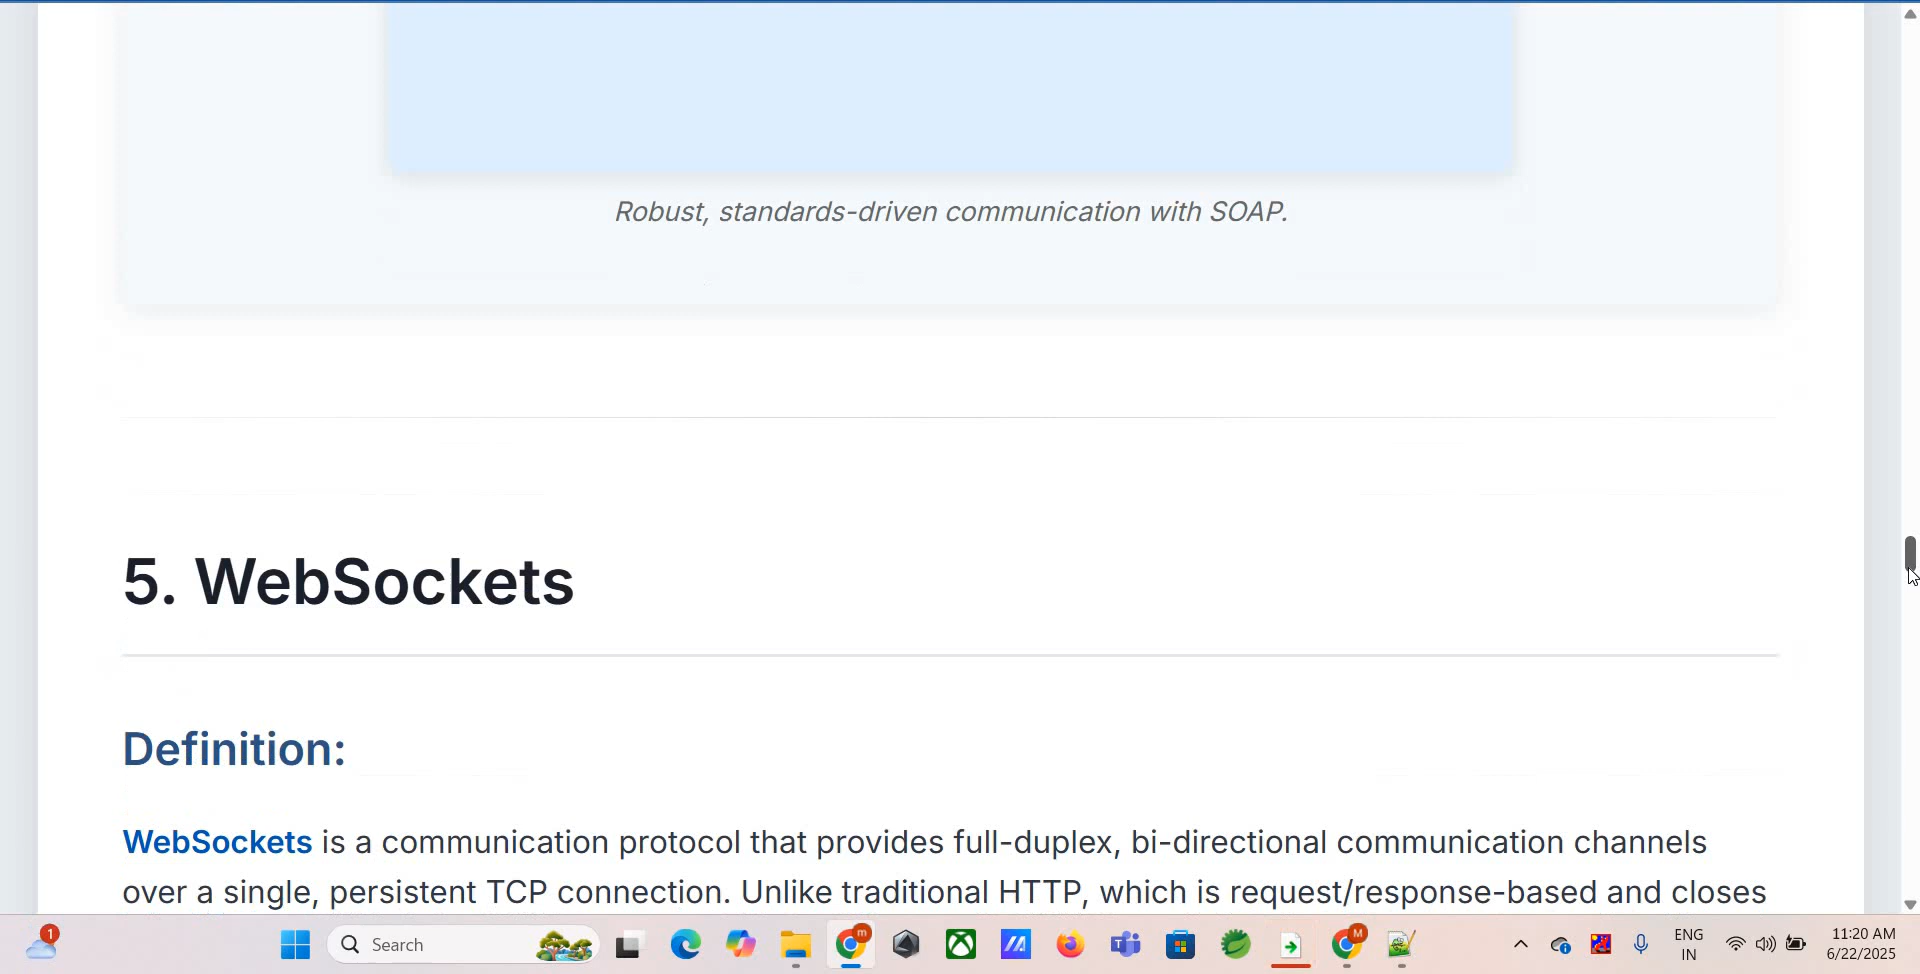 Robust, standards-driven communication with SOAP.
5. WebSockets
Definition:
WebSockets is a communication protocol that provides full-duplex, bi-directional communication channels
over a single, persistent TCP connection. Unlike traditional HTTP, which is request/response-based and closes
1
Search
m
M
ENG
IN
11:20 AM
6/22/2025